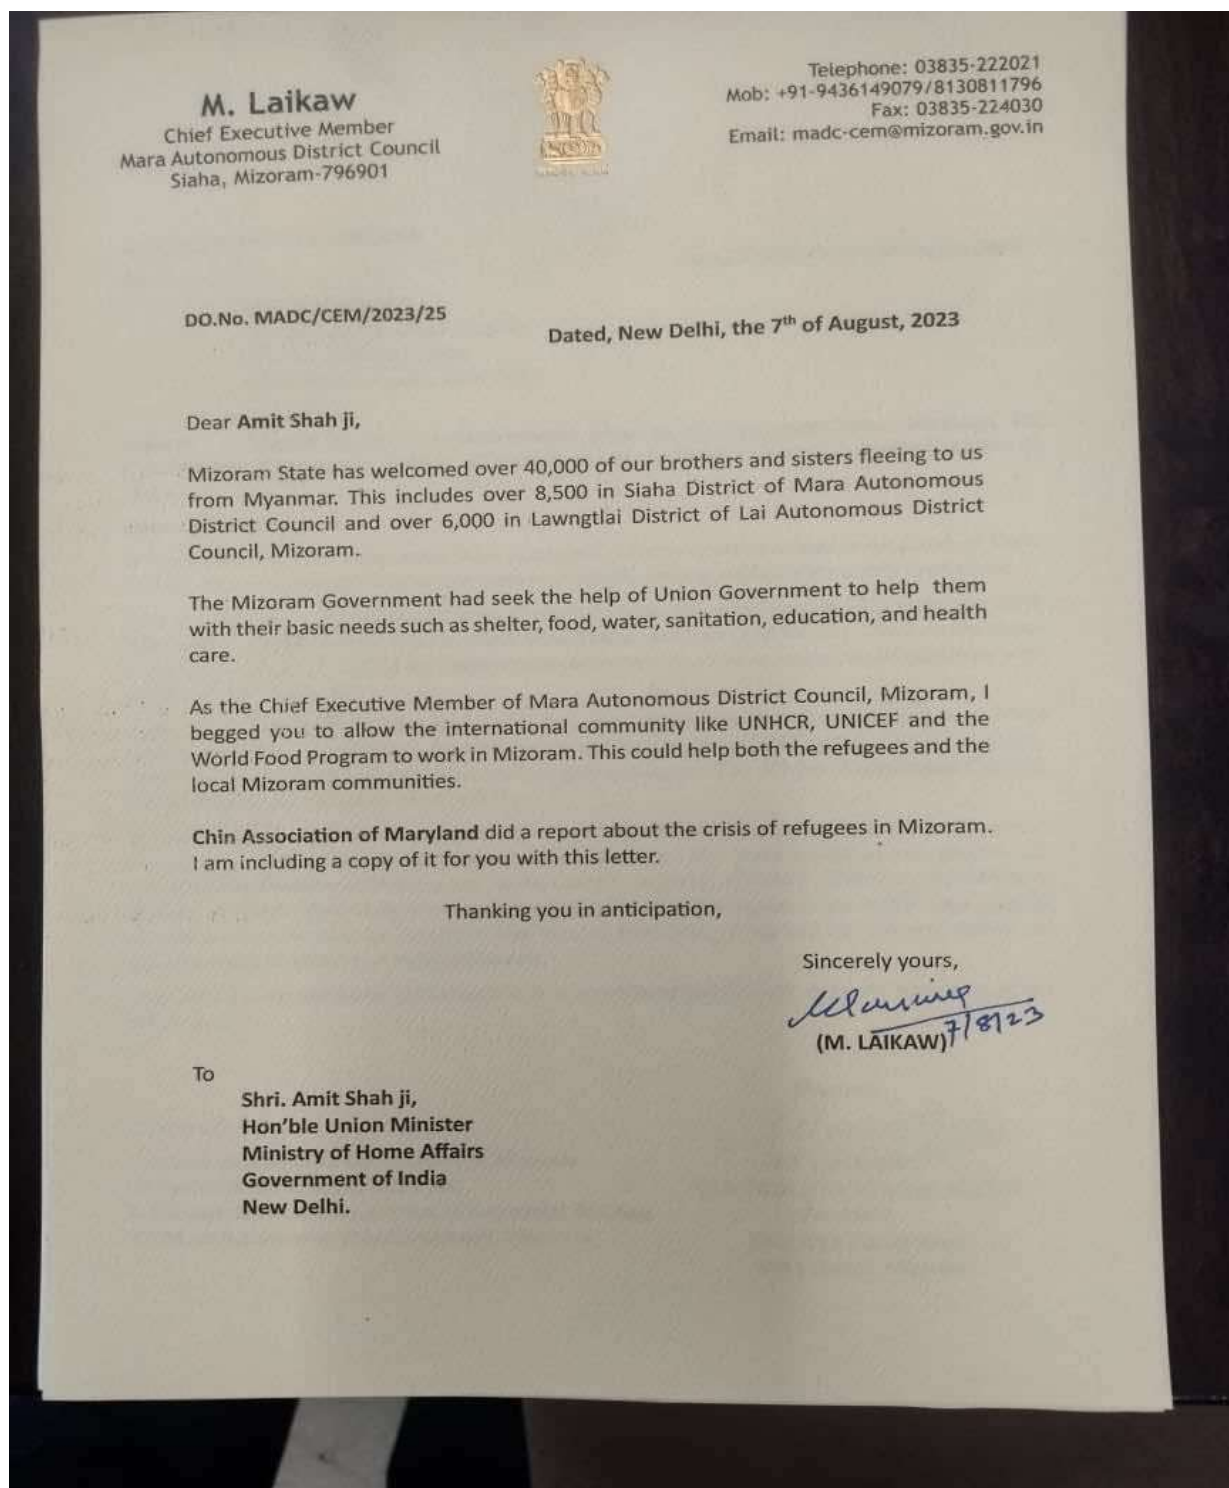 M. Laikaw
Chief Executive Member
Mara Autonomous District Council
Siaha, Mizoram-796901
Telephone: 03835-222021
Mob: +91-9436149079/8130811796
Fax: 03835-224030
Email: madc-cem@mizoram.gov.in
DO.No. MADC/CEM/2023/25
Dated, New Delhi, the 7th of August, 2023
Dear Amit Shah ji,
Mizoram State has welcomed over 40,000 of our brothers and sisters fleeing to us
from Myanmar. This includes over 8,500 in Siaha District of Mara Autonomous
District Council and over 6,000 in Lawngtlai District of Lai Autonomous District
Council, Mizoram.
The Mizoram Government had seek the help of Union Government to help them
with their basic needs such as shelter, food, water, sanitation, education, and health
care.
As the Chief Executive Member of Mara Autonomous District Council, Mizoram, I
begged you to allow the international community like UNHCR, UNICEF and the
World Food Program to work in Mizoram. This could help both the refugees and the
local Mizoram communities.
Chin Association of Maryland did a report about the crisis of refugees in Mizoram.
I am including a copy of it for you with this letter.
Thanking you in anticipation,
Sincerely yours,
(M. LAIKAW) 7/8/23
To
Shri. Amit Shah ji,
Hon'ble Union Minister
Ministry of Home Affairs
Government of India
New Delhi.